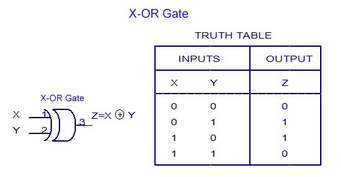 X-OR Gate
TRUTH TABLE
INPUTS OUTPUT
X Y Z
0 0 0
0 1 1
1 0 1
1 1 0
X-OR Gate
X 1
3 Z=X ⊕ Y
Y 2